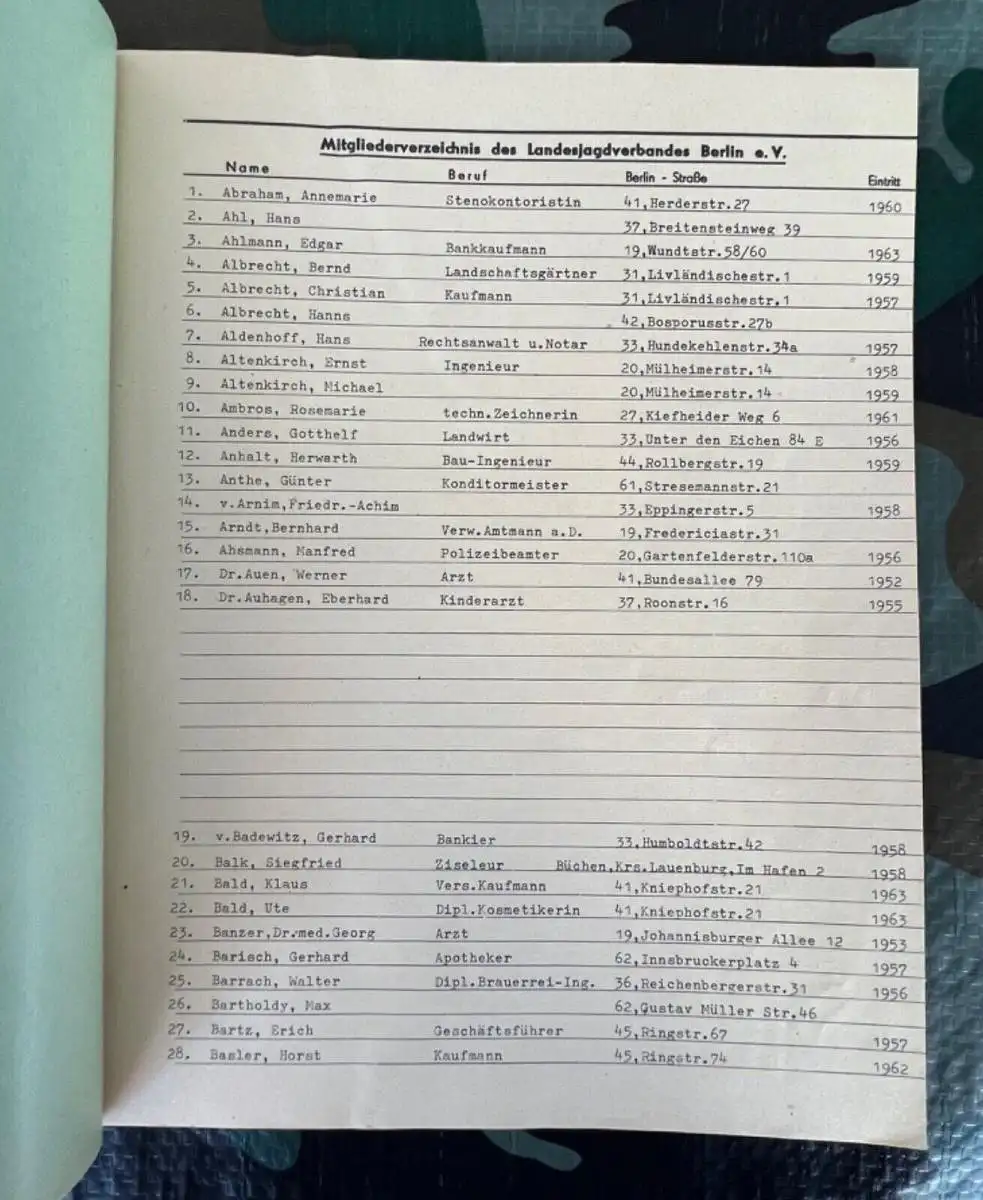 Mitgliederverzeichnis des Landesjagdverbandes Berlin e.V.
Name Beruf Berlin - Straße Eintritt
1. Abraham, Annemarie Stenokontoristin 41,Herderstr.27 1960
2. Ahl, Hans 37,Breitensteinweg 39
3. Ahlmann, Edgar Bankkaufmann 19,Wundtstr.58/60 1963
4. Albrecht, Bernd Landschaftsgärtner 31,Livländischestr.1 1959
5. Albrecht, Christian Kaufmann 31,Livländischestr.1 1957
6. Albrecht, Hanns 42,Bosporusstr.27b
7. Aldenhoff, Hans Rechtsanwalt u.Notar 33,Hundekehlenstr.34a 1957
8. Altenkirch, Ernst Ingenieur 20,Mülheimerstr.14 1958
9. Altenkirch, Michael 20,Mülheimerstr.14 1959
10. Ambros, Rosemarie techn.Zeichnerin 27,Kiefheider Weg 6 1961
11. Anders, Gotthelf Landwirt 33,Unter den Eichen 84 E 1956
12. Anhalt, Herwarth Bau-Ingenieur 44,Rollbergstr.19 1959
13. Anthe, Günter Konditormeister 61,Stresemannstr.21
14. v.Arnim,Friedr.-Achim 33,Eppingerstr.5 1958
15. Arndt,Bernhard Verw.Amtmann a.D. 19,Fredericiastr.31
16. Ahsmann, Manfred Polizeibeamter 20,Gartenfelderstr.110a 1956
17. Dr.Auen, Werner Arzt 41,Bundesallee 79 1952
18. Dr.Auhagen, Eberhard Kinderarzt 37,Roonstr.16 1955
19. v.Badewitz, Gerhard Bankier 33,Humboldtstr.42 1958
20. Balk, Siegfried Ziseleur Büchen,Krs.Lauenburg,Im Hafen 2 1958
21. Bald, Klaus Vers.Kaufmann 41,Kniephofstr.21 1963
22. Bald, Ute Dipl.Kosmetikerin 41,Kniephofstr.21 1963
23. Banzer,Dr.med.Georg Arzt 19,Johannisburger Allee 12 1953
24. Barisch, Gerhard Apotheker 62,Innsbruckerplatz 4 1957
25. Barrach, Walter Dipl.Brauerrei-Ing. 36,Reichenbergerstr.31 1956
26. Bartholdy, Max 62,Gustav Müller Str.46
27. Bartz, Erich Geschäftsführer 45,Ringstr.67 1957
28. Basler, Horst Kaufmann 45,Ringstr.74 1962